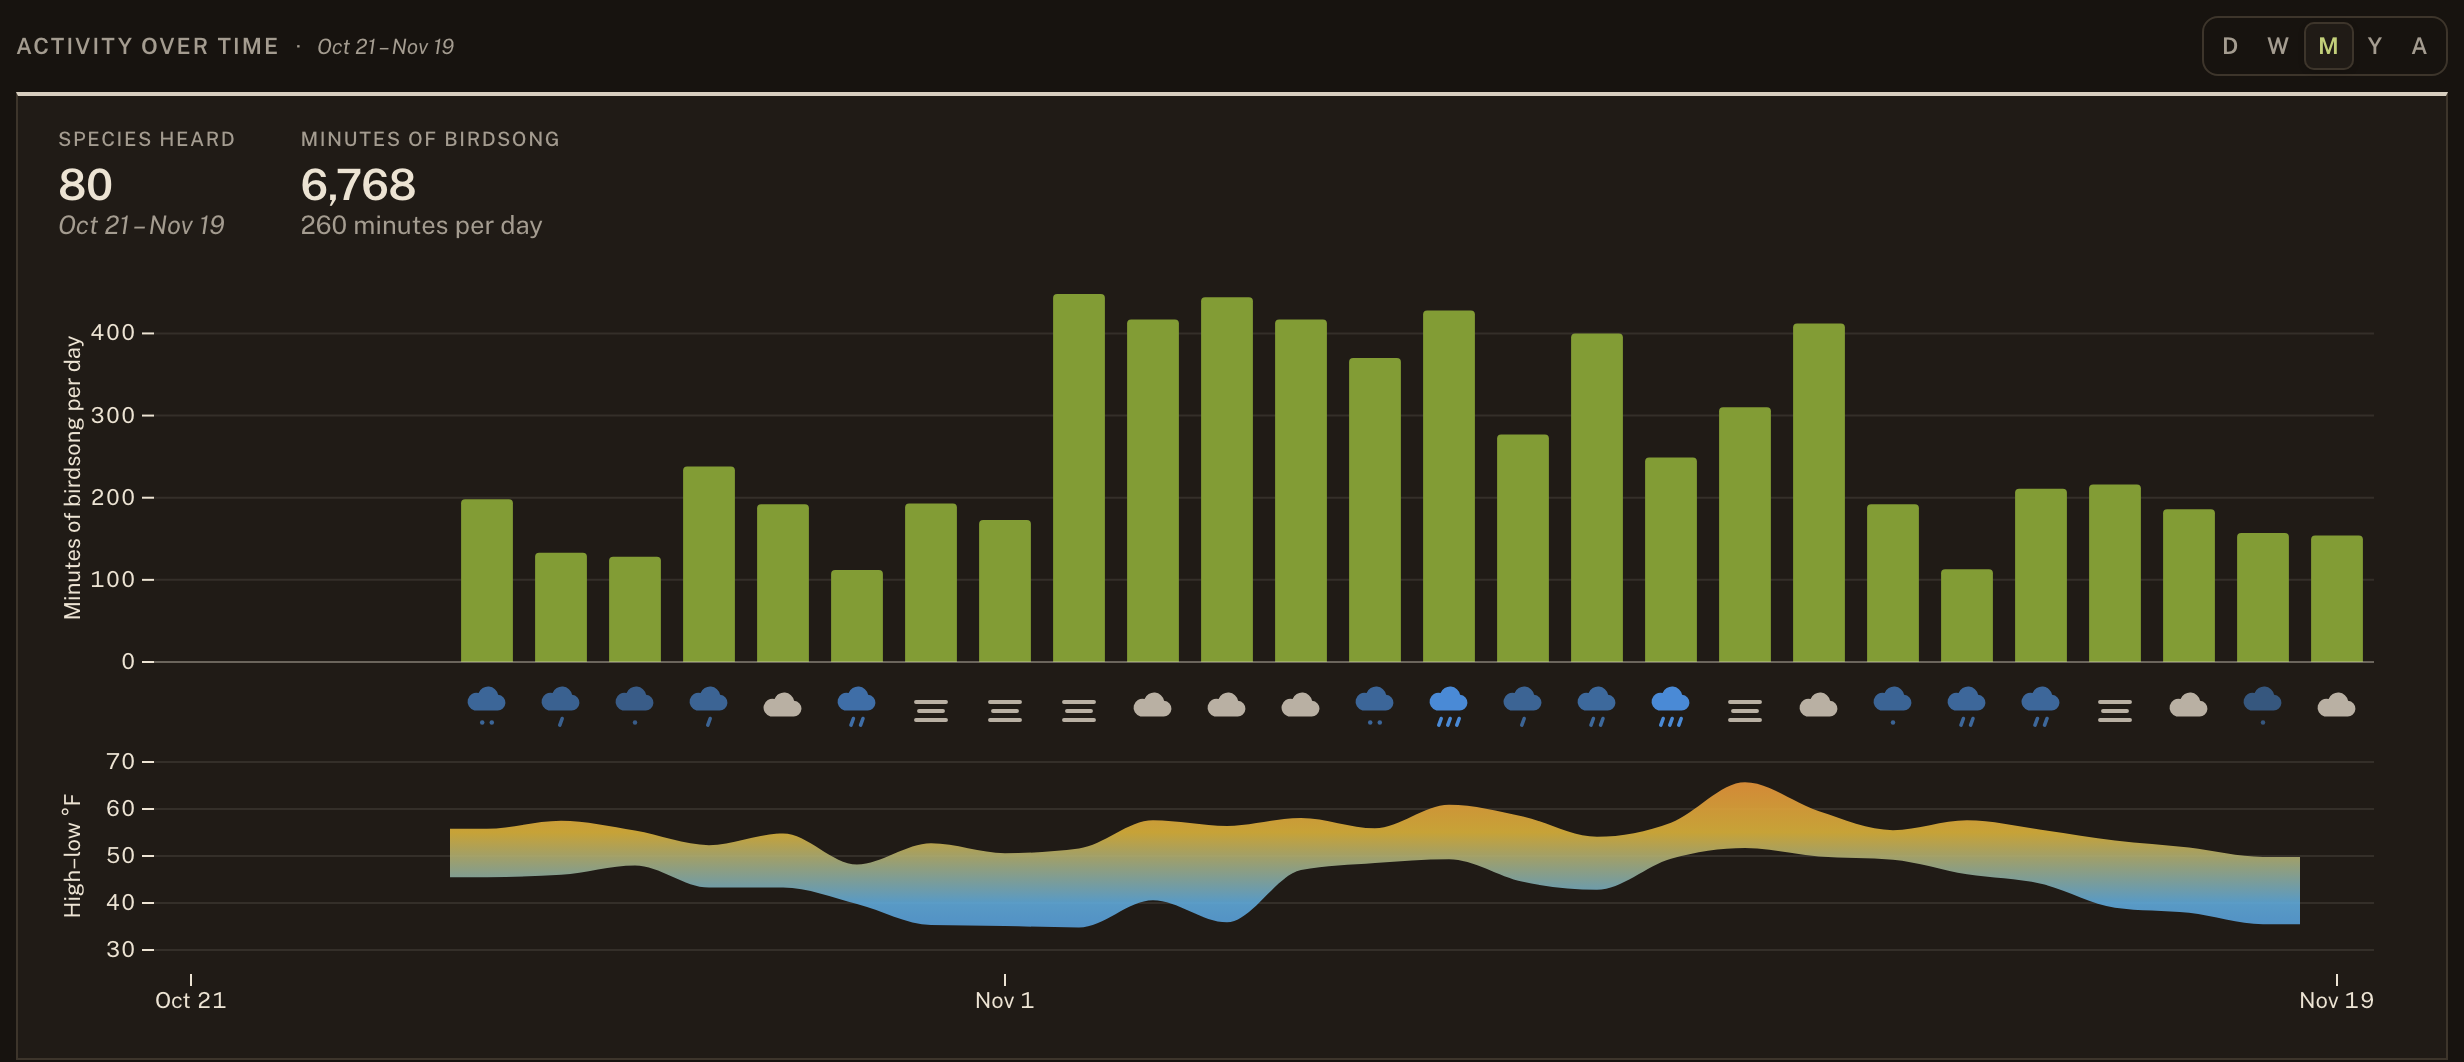 ACTIVITY OVER TIME · Oct 21–Nov 19
D W M Y A
SPECIES HEARD
80
Oct 21–Nov 19
MINUTES OF BIRDSONG
6,768
260 minutes per day
Minutes of birdsong per day
400
300
200
100
0
High–low °F
70
60
50
40
30
Oct 21
Nov 1
Nov 19